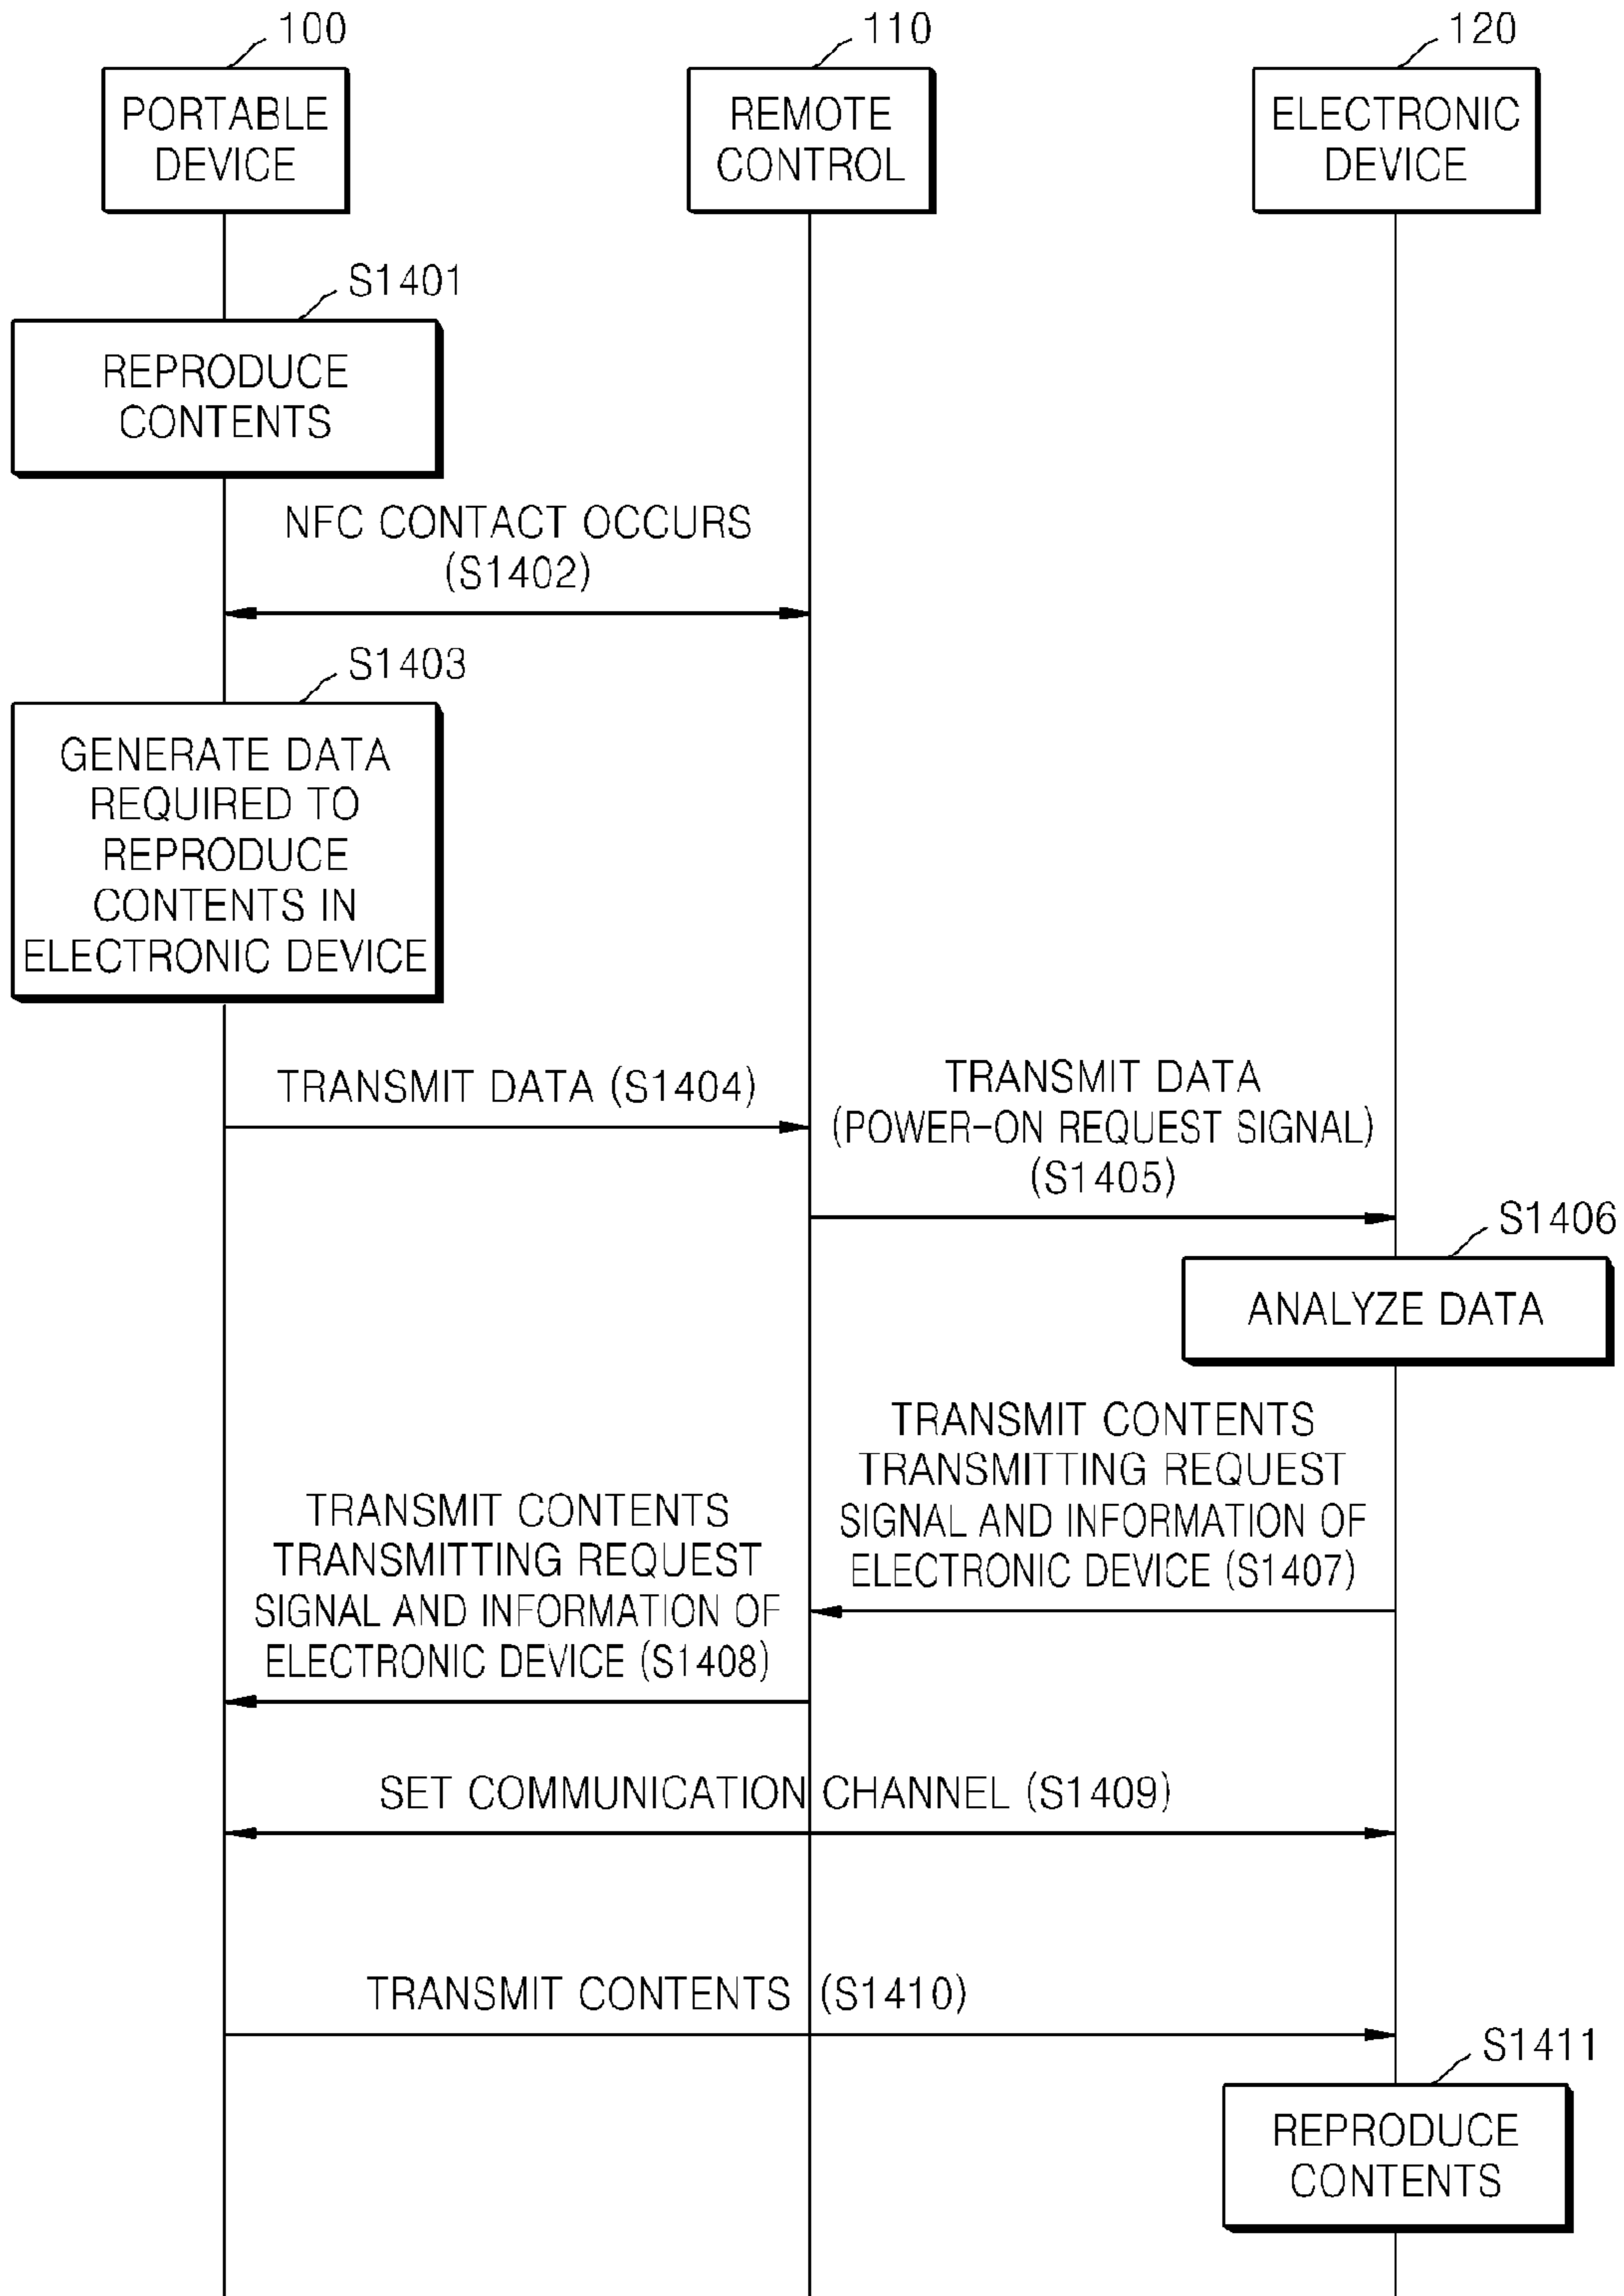 100
110
120
PORTABLE
DEVICE
REMOTE
CONTROL
ELECTRONIC
DEVICE
S1401
REPRODUCE
CONTENTS
NFC CONTACT OCCURS
(S1402)
S1403
GENERATE DATA
REQUIRED TO
REPRODUCE
CONTENTS IN
ELECTRONIC DEVICE
TRANSMIT DATA (S1404)
TRANSMIT DATA
(POWER-ON REQUEST SIGNAL)
(S1405)
S1406
ANALYZE DATA
TRANSMIT CONTENTS
TRANSMITTING REQUEST
SIGNAL AND INFORMATION OF
ELECTRONIC DEVICE (S1407)
TRANSMIT CONTENTS
TRANSMITTING REQUEST
SIGNAL AND INFORMATION OF
ELECTRONIC DEVICE (S1408)
SET COMMUNICATION CHANNEL (S1409)
TRANSMIT CONTENTS (S1410)
S1411
REPRODUCE
CONTENTS